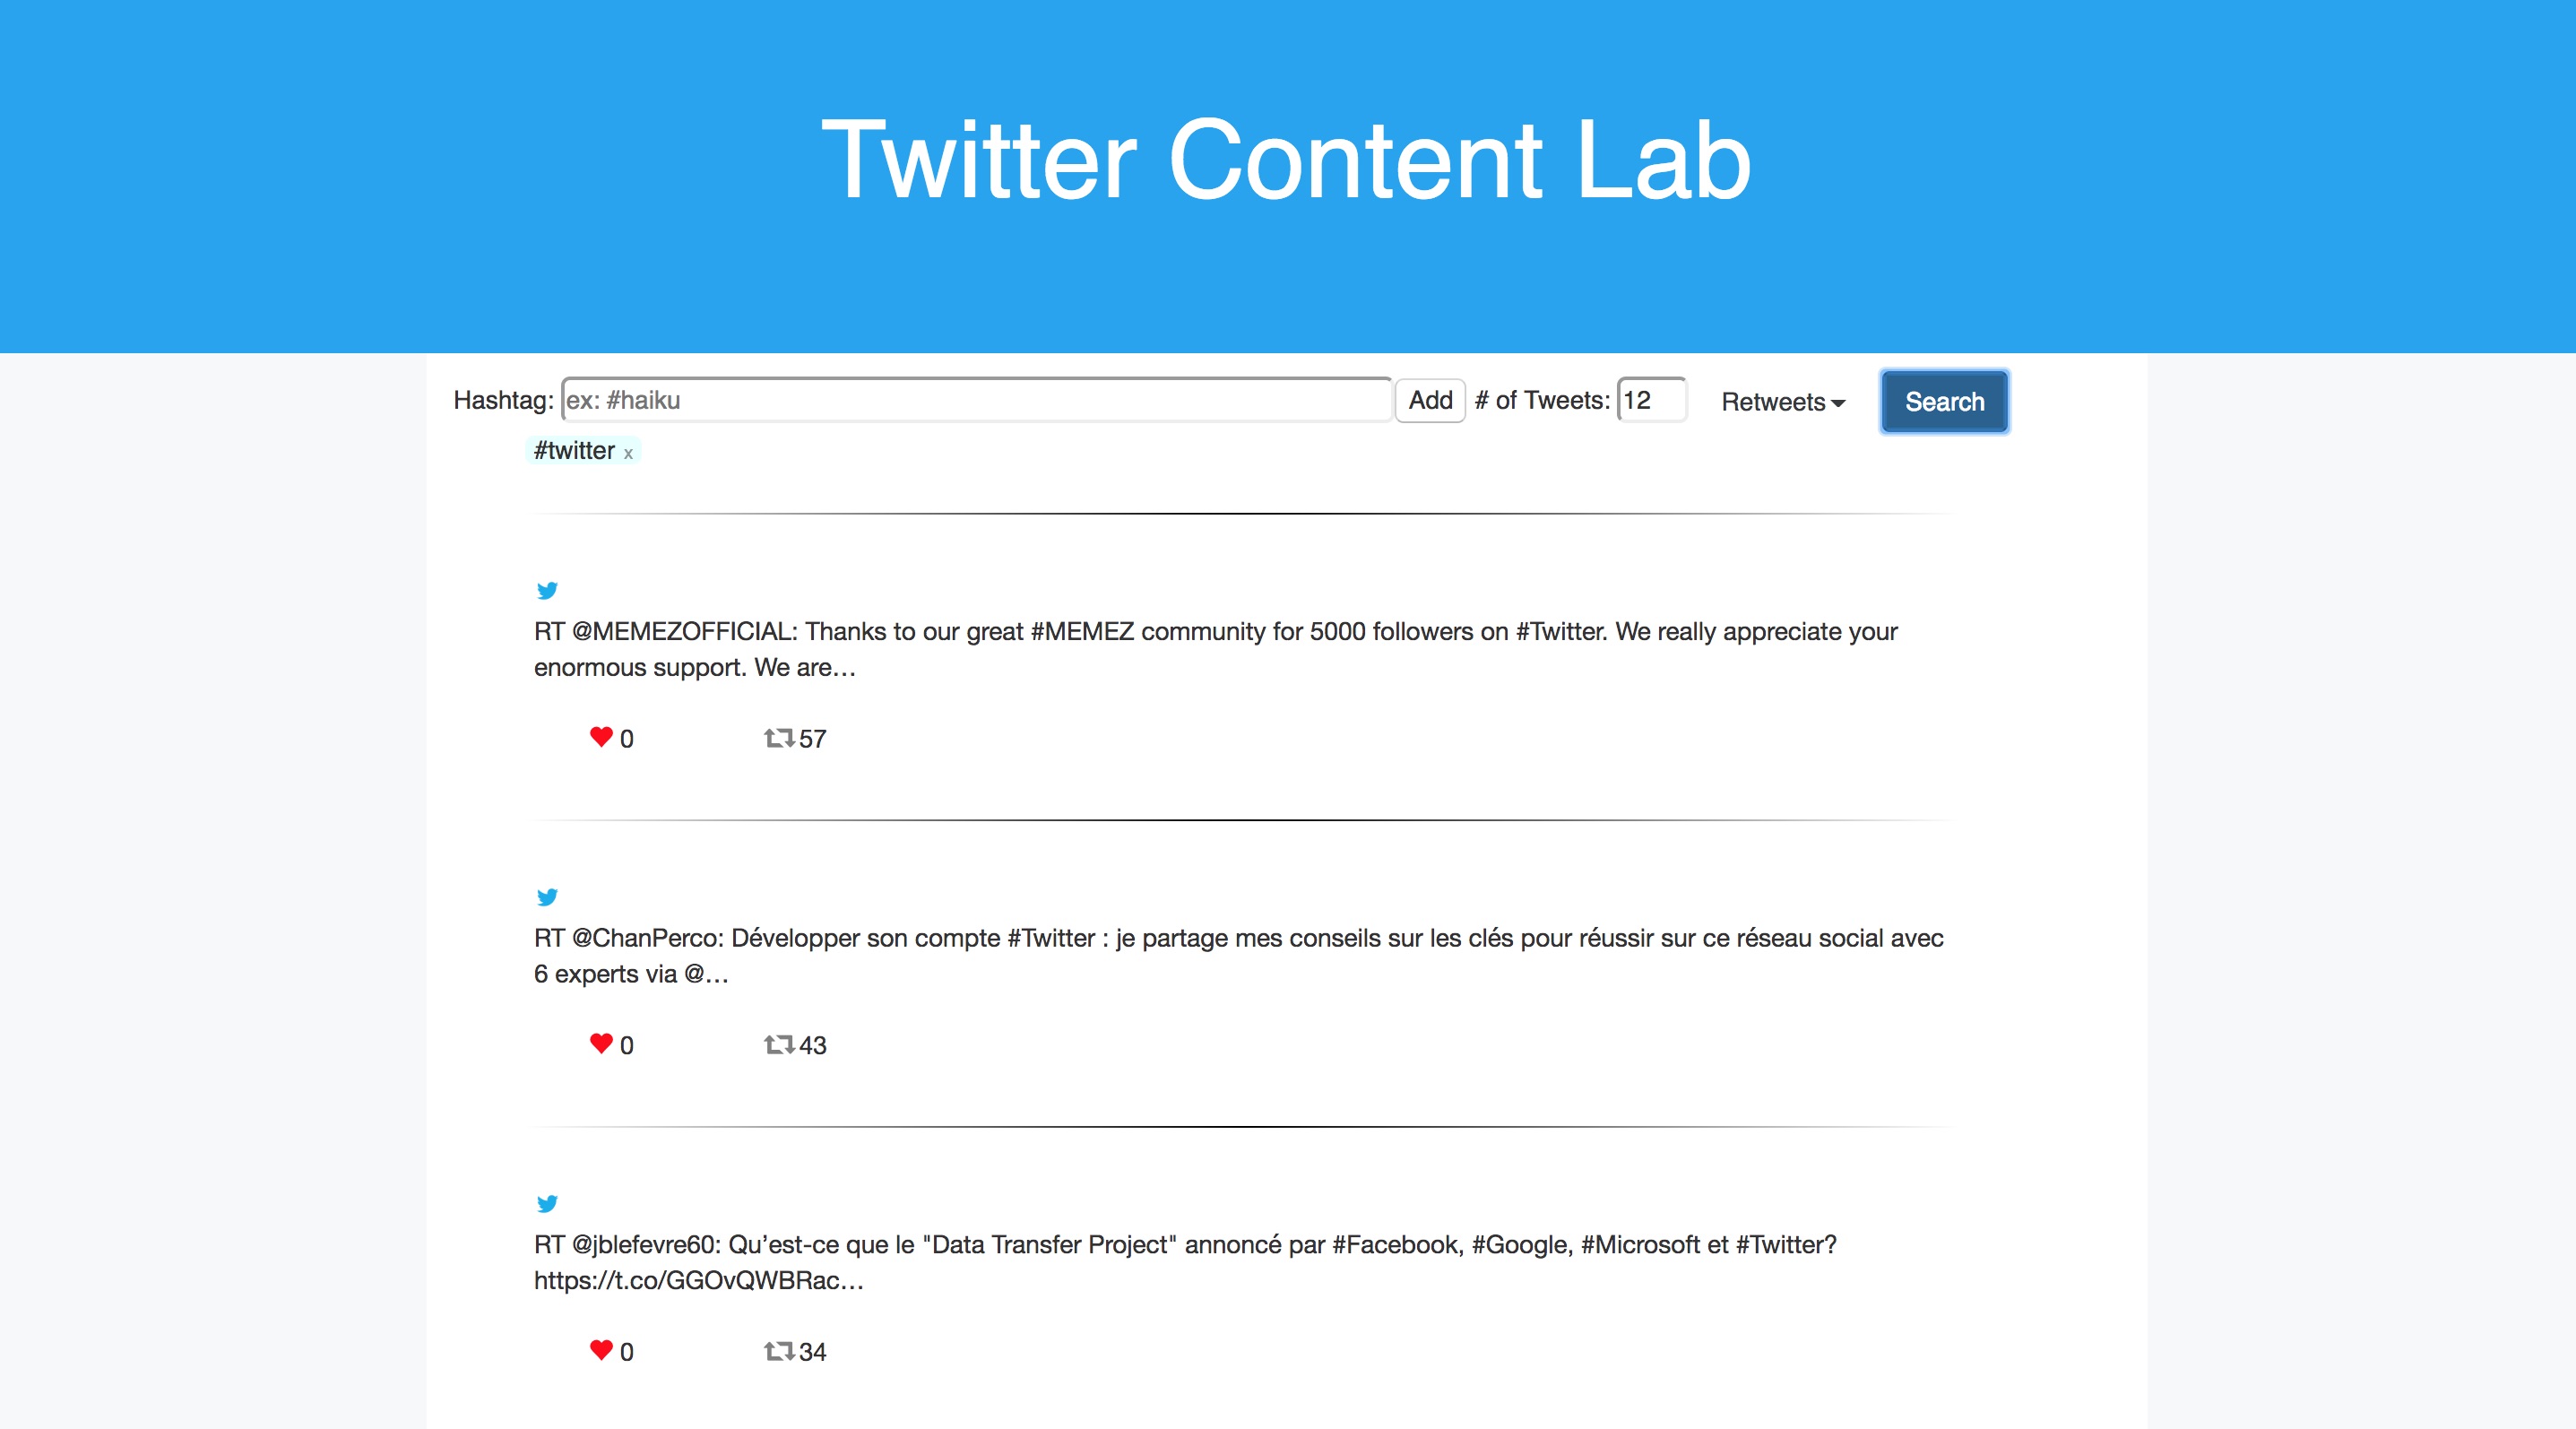 Twitter Content Lab
Hashtag: ex: #haiku Add # of Tweets: 12 Retweets Search
#twitter x
RT @MEMEZOFFICIAL: Thanks to our great #MEMEZ community for 5000 followers on #Twitter. We really appreciate your
enormous support. We are…
0 57
RT @ChanPerco: Développer son compte #Twitter : je partage mes conseils sur les clés pour réussir sur ce réseau social avec
6 experts via @…
0 43
RT @jblefevre60: Qu’est-ce que le "Data Transfer Project" annoncé par #Facebook, #Google, #Microsoft et #Twitter?
https://t.co/GGOvQWBRac…
0 34